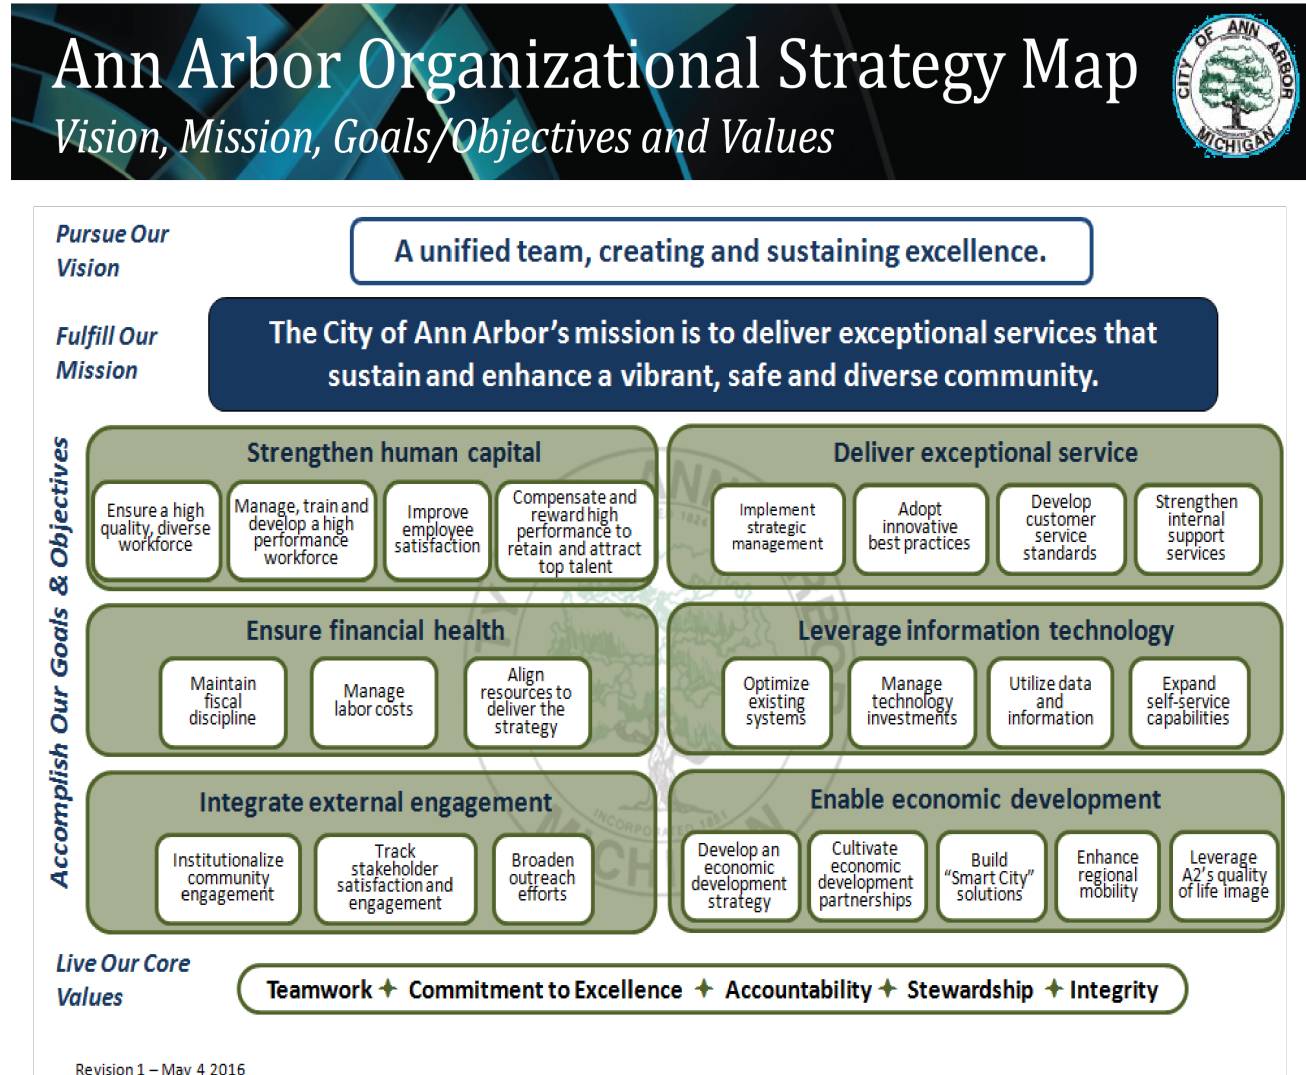 Ann Arbor Organizational Strategy Map
Vision, Mission, Goals/Objectives and Values
CITY OF ANN ARBOR
MICHIGAN
Pursue Our
Vision
A unified team, creating and sustaining excellence.
Fulfill Our
Mission
The City of Ann Arbor's mission is to deliver exceptional services that
sustain and enhance a vibrant, safe and diverse community.
Accomplish Our Goals & Objectives
Strengthen human capital
Ensure a high
quality, diverse
workforce
Manage, train and
develop a high
performance
workforce
Improve
employee
satisfaction
Compensate and
reward high
performance to
retain and attract
top talent
Deliver exceptional service
Implement
strategic
management
Adopt
innovative
best practices
Develop
customer
service
standards
Strengthen
internal
support
services
Ensure financial health
Maintain
fiscal
discipline
Manage
labor costs
Align
resources to
deliver the
strategy
Leverage information technology
Optimize
existing
systems
Manage
technology
investments
Utilize data
and
information
Expand
self-service
capabilities
Integrate external engagement
Institutionalize
community
engagement
Track
stakeholder
satisfaction and
engagement
Broaden
outreach
efforts
Enable economic development
Develop an
economic
development
strategy
Cultivate
economic
development
partnerships
Build
“Smart City”
solutions
Enhance
regional
mobility
Leverage
A2's quality
of life image
INCORPORATED 1851
MICHIGAN
Live Our Core
Values
Teamwork ✦ Commitment to Excellence ✦ Accountability ✦ Stewardship ✦ Integrity
Revision 1 – May 4 2016